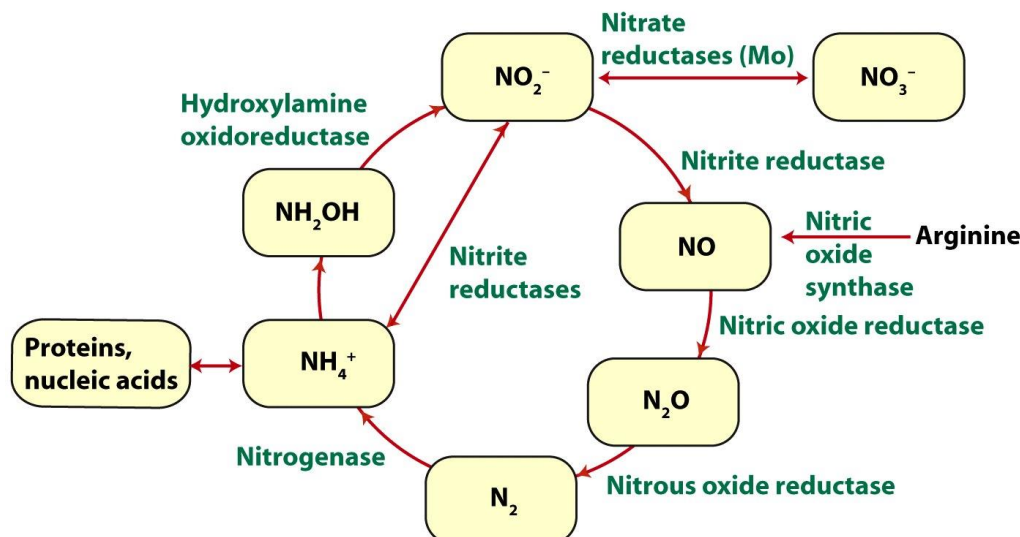 Nitrate
reductases (Mo)
NO₂⁻
NO₃⁻
Hydroxylamine
oxidoreductase
Nitrite reductase
NH₂OH
Nitric
oxide
synthase
Arginine
NO
Nitrite
reductases
Nitric oxide reductase
Proteins,
nucleic acids
NH₄⁺
N₂O
Nitrogenase
N₂
Nitrous oxide reductase